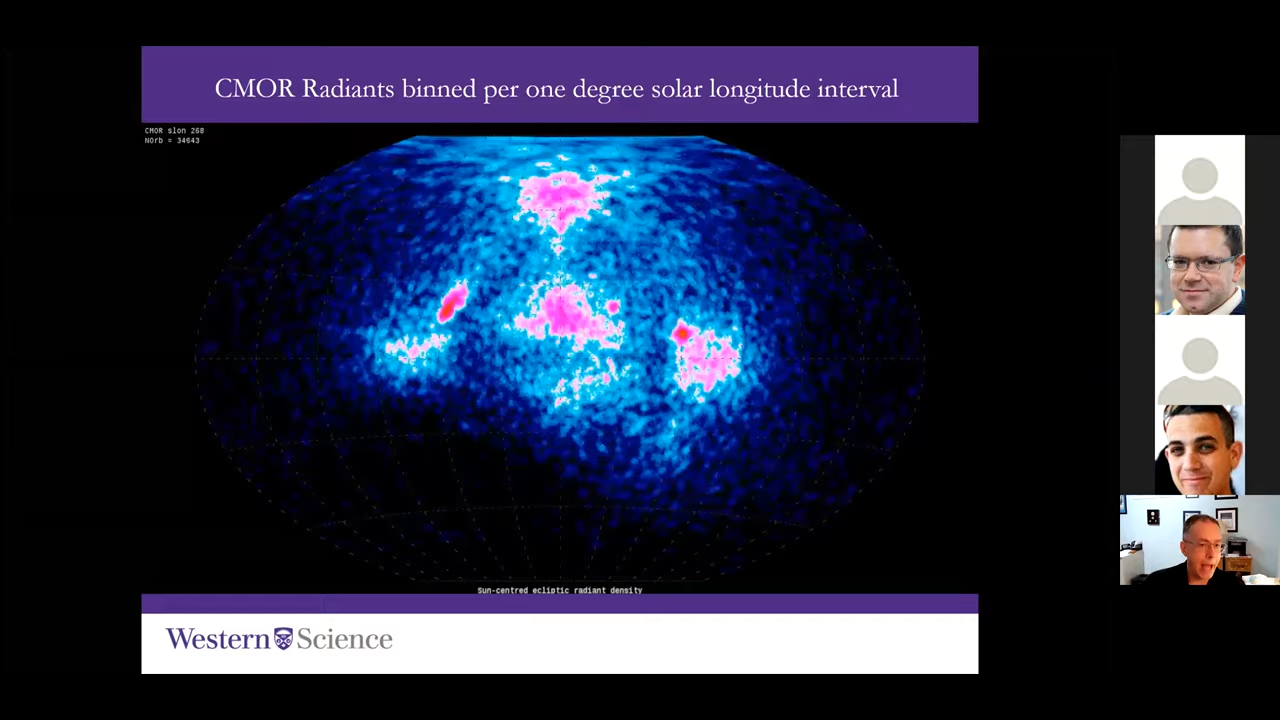 CMOR Radiants binned per one degree solar longitude interval
CMOR slon 268
NOrb = 34643
Sun-centred ecliptic radiant density
Western Science